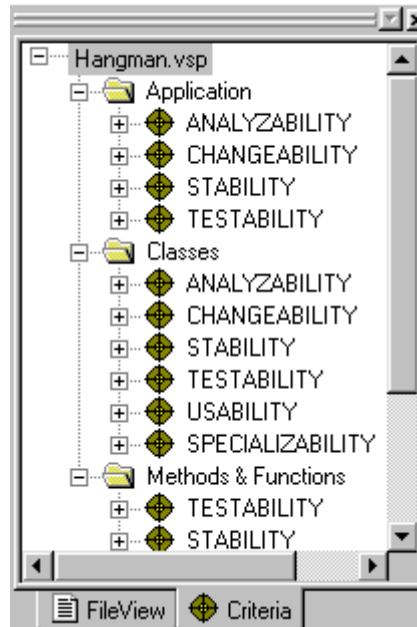 Hangman.vsp
Application
ANALYZABILITY
CHANGEABILITY
STABILITY
TESTABILITY
Classes
ANALYZABILITY
CHANGEABILITY
STABILITY
TESTABILITY
USABILITY
SPECIALIZABILITY
Methods & Functions
TESTABILITY
STABILITY
FileView Criteria